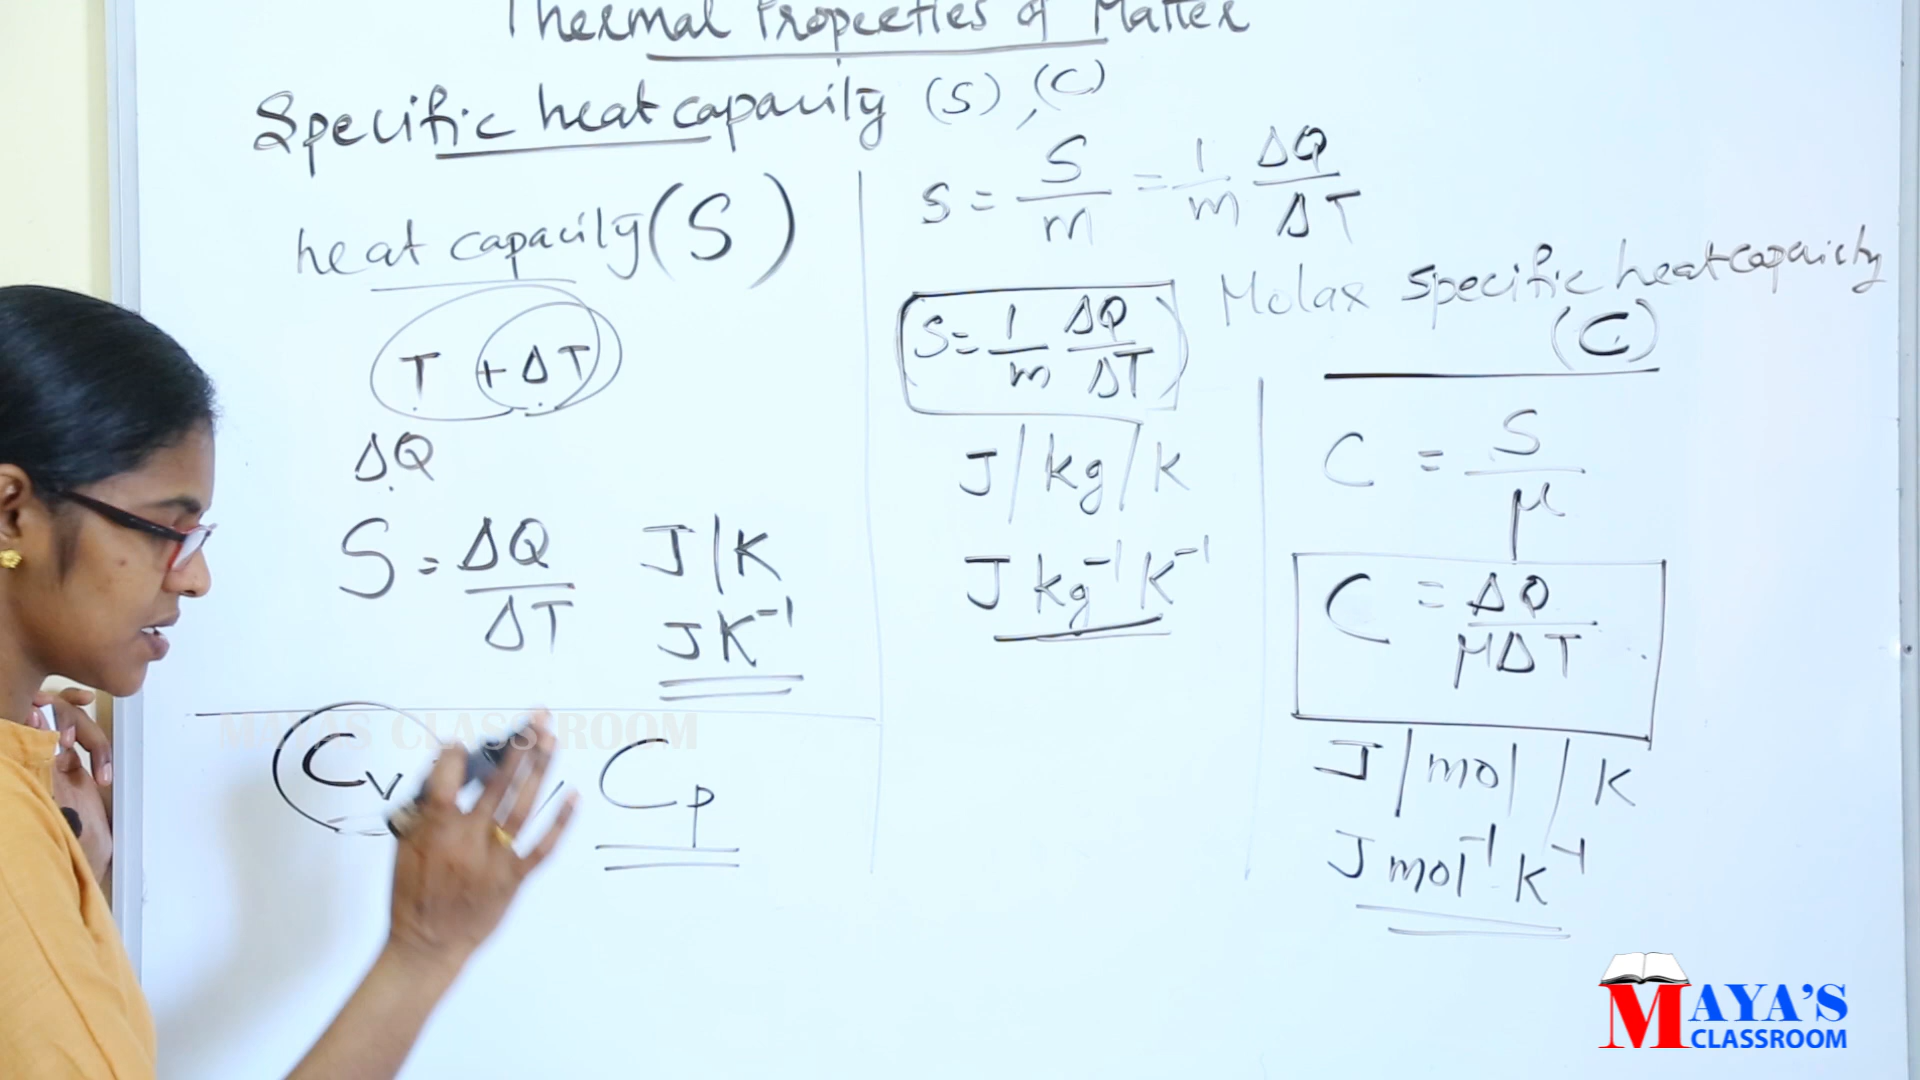 Thermal Properties of Matter
Specific heat capacity (S), (C)
heat capacity (S)
T + ΔT
ΔQ
S = ΔQ/ΔT J/K
JK⁻¹
Cv, Cp
s = S/m = 1/m ΔQ/ΔT
S = 1/m ΔQ/ΔT
J/kg/K
J kg⁻¹ K⁻¹
Molar specific heat capacity
(C)
C = S/μ
C = ΔQ/μΔT
J/mol/K
J mol⁻¹ K⁻¹
MAYA'S CLASSROOM
MAYA'S
CLASSROOM